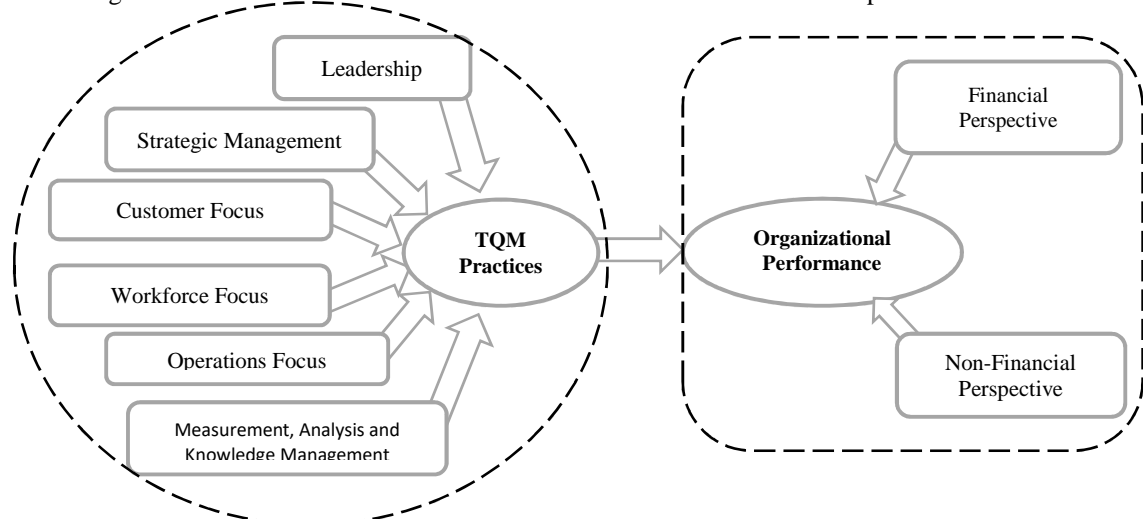 Leadership
Strategic Management
Customer Focus
Workforce Focus
Operations Focus
Measurement, Analysis and
Knowledge Management
TQM
Practices
Organizational
Performance
Financial
Perspective
Non-Financial
Perspective